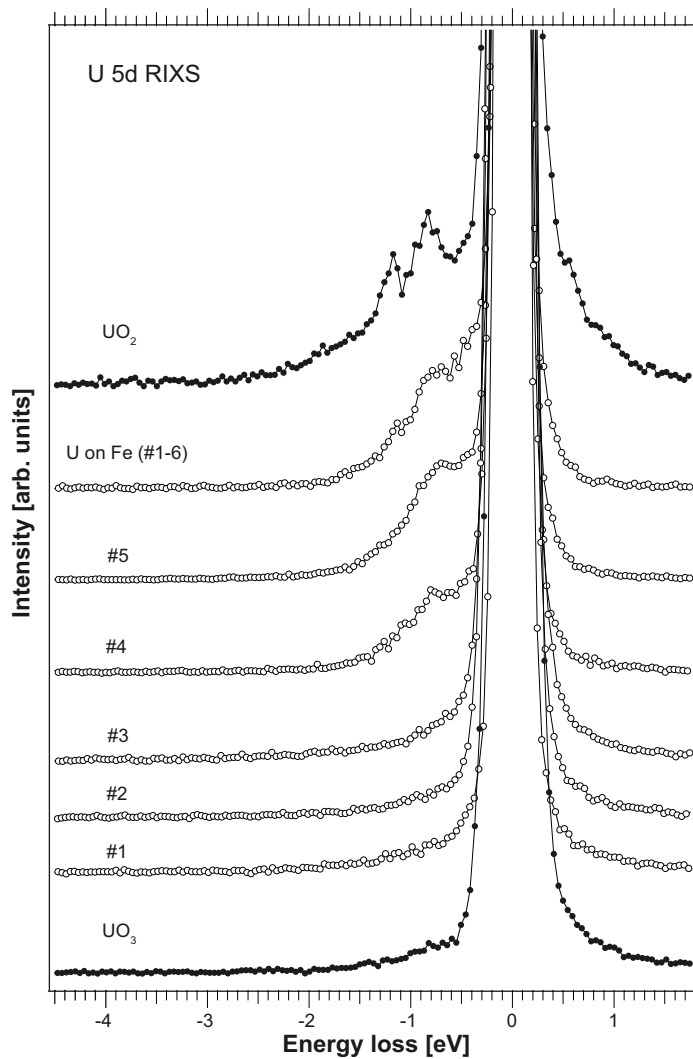 U 5d RIXS
UO₂
U on Fe (#1-6)
#5
#4
#3
#2
#1
UO₃
Intensity [arb. units]
-4 -3 -2 -1 0 1
Energy loss [eV]